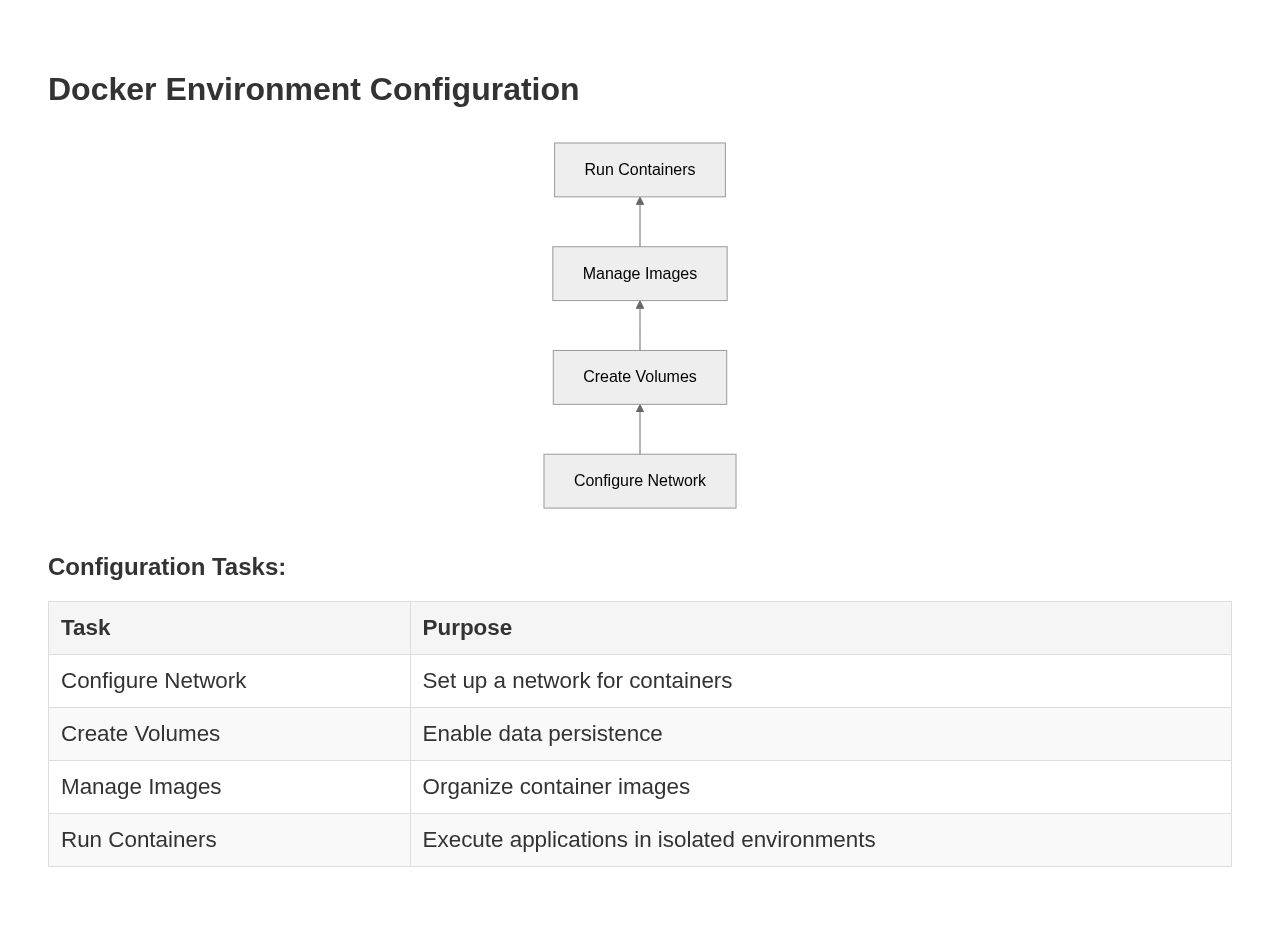 Docker Environment Configuration
Run Containers
Manage Images
Create Volumes
Configure Network
Configuration Tasks:
Task Purpose
Configure Network Set up a network for containers
Create Volumes Enable data persistence
Manage Images Organize container images
Run Containers Execute applications in isolated environments